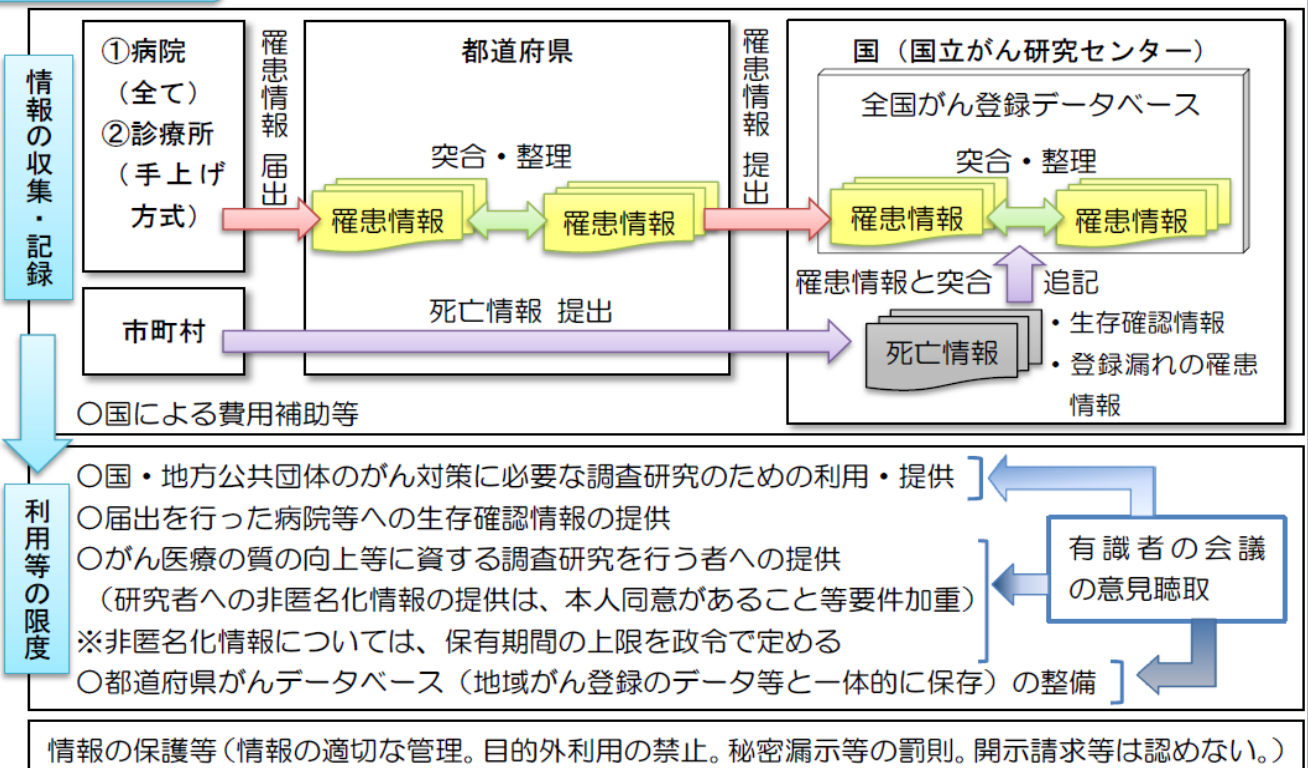 情報の収集・記録
①病院
（全て）
②診療所
（手上げ
方式）
罹患情報 届出
都道府県
突合・整理
罹患情報
罹患情報
罹患情報 提出
国（国立がん研究センター）
全国がん登録データベース
突合・整理
罹患情報
罹患情報
罹患情報と突合
追記
市町村
死亡情報 提出
死亡情報
・生存確認情報
・登録漏れの罹患
情報
〇国による費用補助等
利用等の限度
〇国・地方公共団体のがん対策に必要な調査研究のための利用・提供
〇届出を行った病院等への生存確認情報の提供
〇がん医療の質の向上等に資する調査研究を行う者への提供
（研究者への非匿名化情報の提供は、本人同意があること等要件加重）
※非匿名化情報については、保有期間の上限を政令で定める
〇都道府県がんデータベース（地域がん登録のデータ等と一体的に保存）の整備
有識者の会議
の意見聴取
情報の保護等（情報の適切な管理。目的外利用の禁止。秘密漏示等の罰則。開示請求等は認めない。）